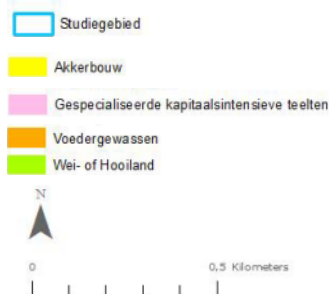 Studiegebied
Akkerbouw
Gespecialiseerde kapitaalsintensieve teelten
Voedergewassen
Wei- of Hooiland
N
0 0,5 Kilometers